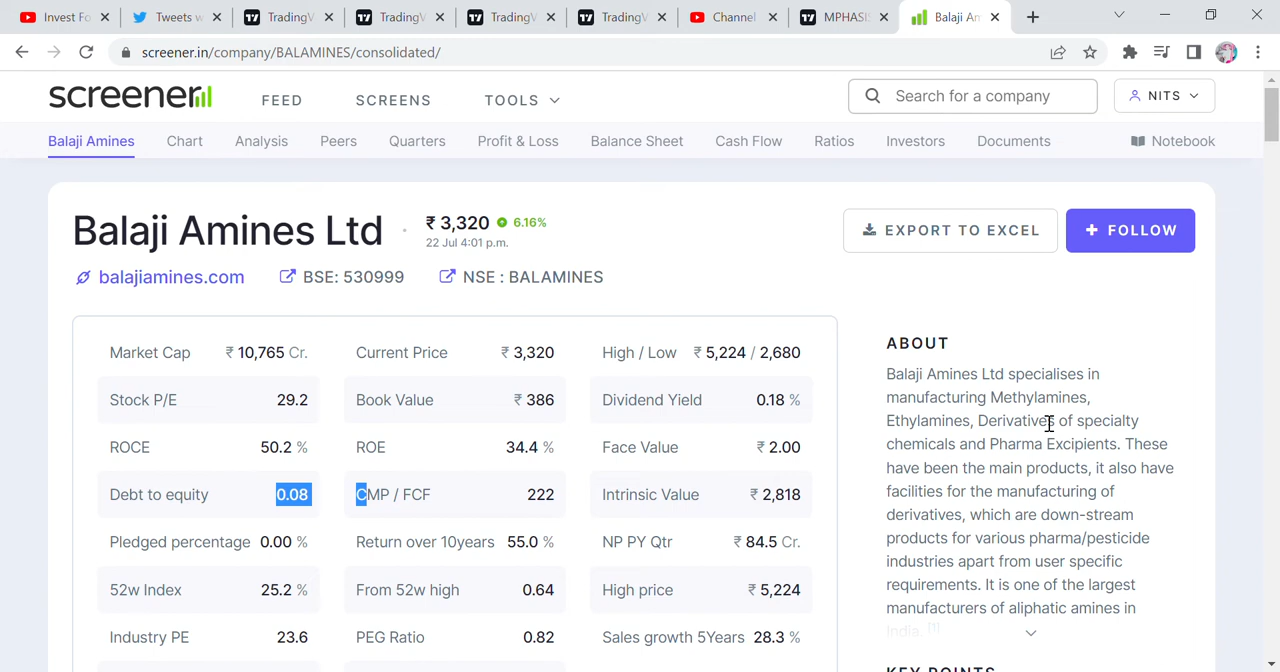 Invest Fo
Tweets w
TradingV
TradingV
TradingV
TradingV
Channel
MPHASIS
Balaji Am
screener.in/company/BALAMINES/consolidated/
screener
FEED
SCREENS
TOOLS
Search for a company
NITS
Balaji Amines
Chart
Analysis
Peers
Quarters
Profit & Loss
Balance Sheet
Cash Flow
Ratios
Investors
Documents
Notebook
Balaji Amines Ltd
₹ 3,320 6.16%
22 Jul 4:01 p.m.
EXPORT TO EXCEL
+ FOLLOW
balajiamines.com
BSE: 530999
NSE : BALAMINES
Market Cap ₹ 10,765 Cr.
Current Price ₹ 3,320
High / Low ₹ 5,224 / 2,680
Stock P/E 29.2
Book Value ₹ 386
Dividend Yield 0.18 %
ROCE 50.2 %
ROE 34.4 %
Face Value ₹ 2.00
Debt to equity 0.08
CMP / FCF 222
Intrinsic Value ₹ 2,818
Pledged percentage 0.00 %
Return over 10years 55.0 %
NP PY Qtr ₹ 84.5 Cr.
52w Index 25.2 %
From 52w high 0.64
High price ₹ 5,224
Industry PE 23.6
PEG Ratio 0.82
Sales growth 5Years 28.3 %
ABOUT
Balaji Amines Ltd specialises in
manufacturing Methylamines,
Ethylamines, Derivatives of specialty
chemicals and Pharma Excipients. These
have been the main products, it also have
facilities for the manufacturing of
derivatives, which are down-stream
products for various pharma/pesticide
industries apart from user specific
requirements. It is one of the largest
manufacturers of aliphatic amines in
India. [1]
KEY POINTS